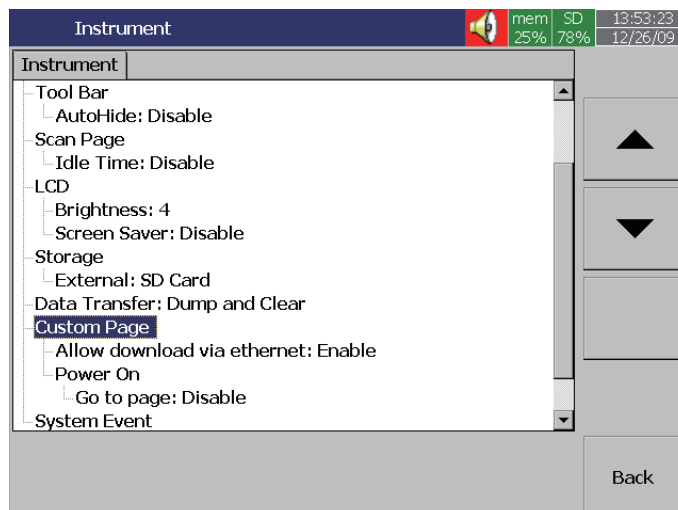 Instrument
mem SD 13:53:23
25% 78% 12/26/09
Instrument
Tool Bar
AutoHide: Disable
Scan Page
Idle Time: Disable
LCD
Brightness: 4
Screen Saver: Disable
Storage
External: SD Card
Data Transfer: Dump and Clear
Custom Page
Allow download via ethernet: Enable
Power On
Go to page: Disable
System Event
Back